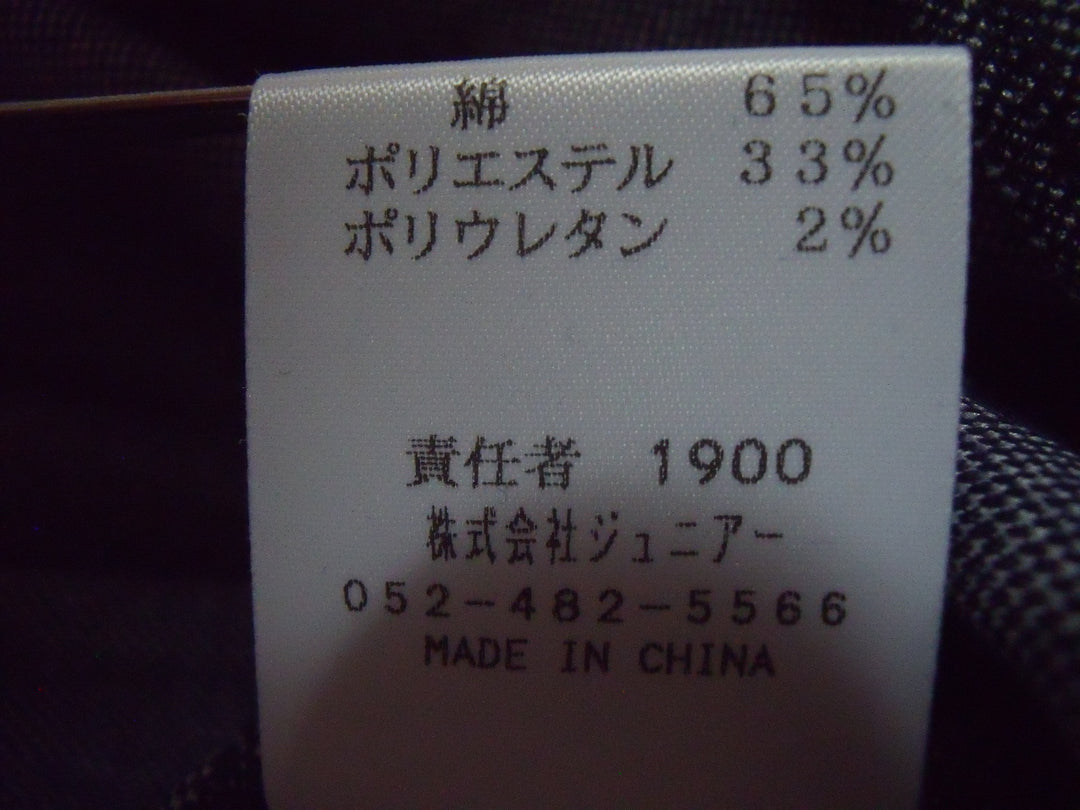 綿 65%
ポリエステル 33%
ポリウレタン 2%
責任者 1900
株式会社ジュニアー
052-482-5566
MADE IN CHINA